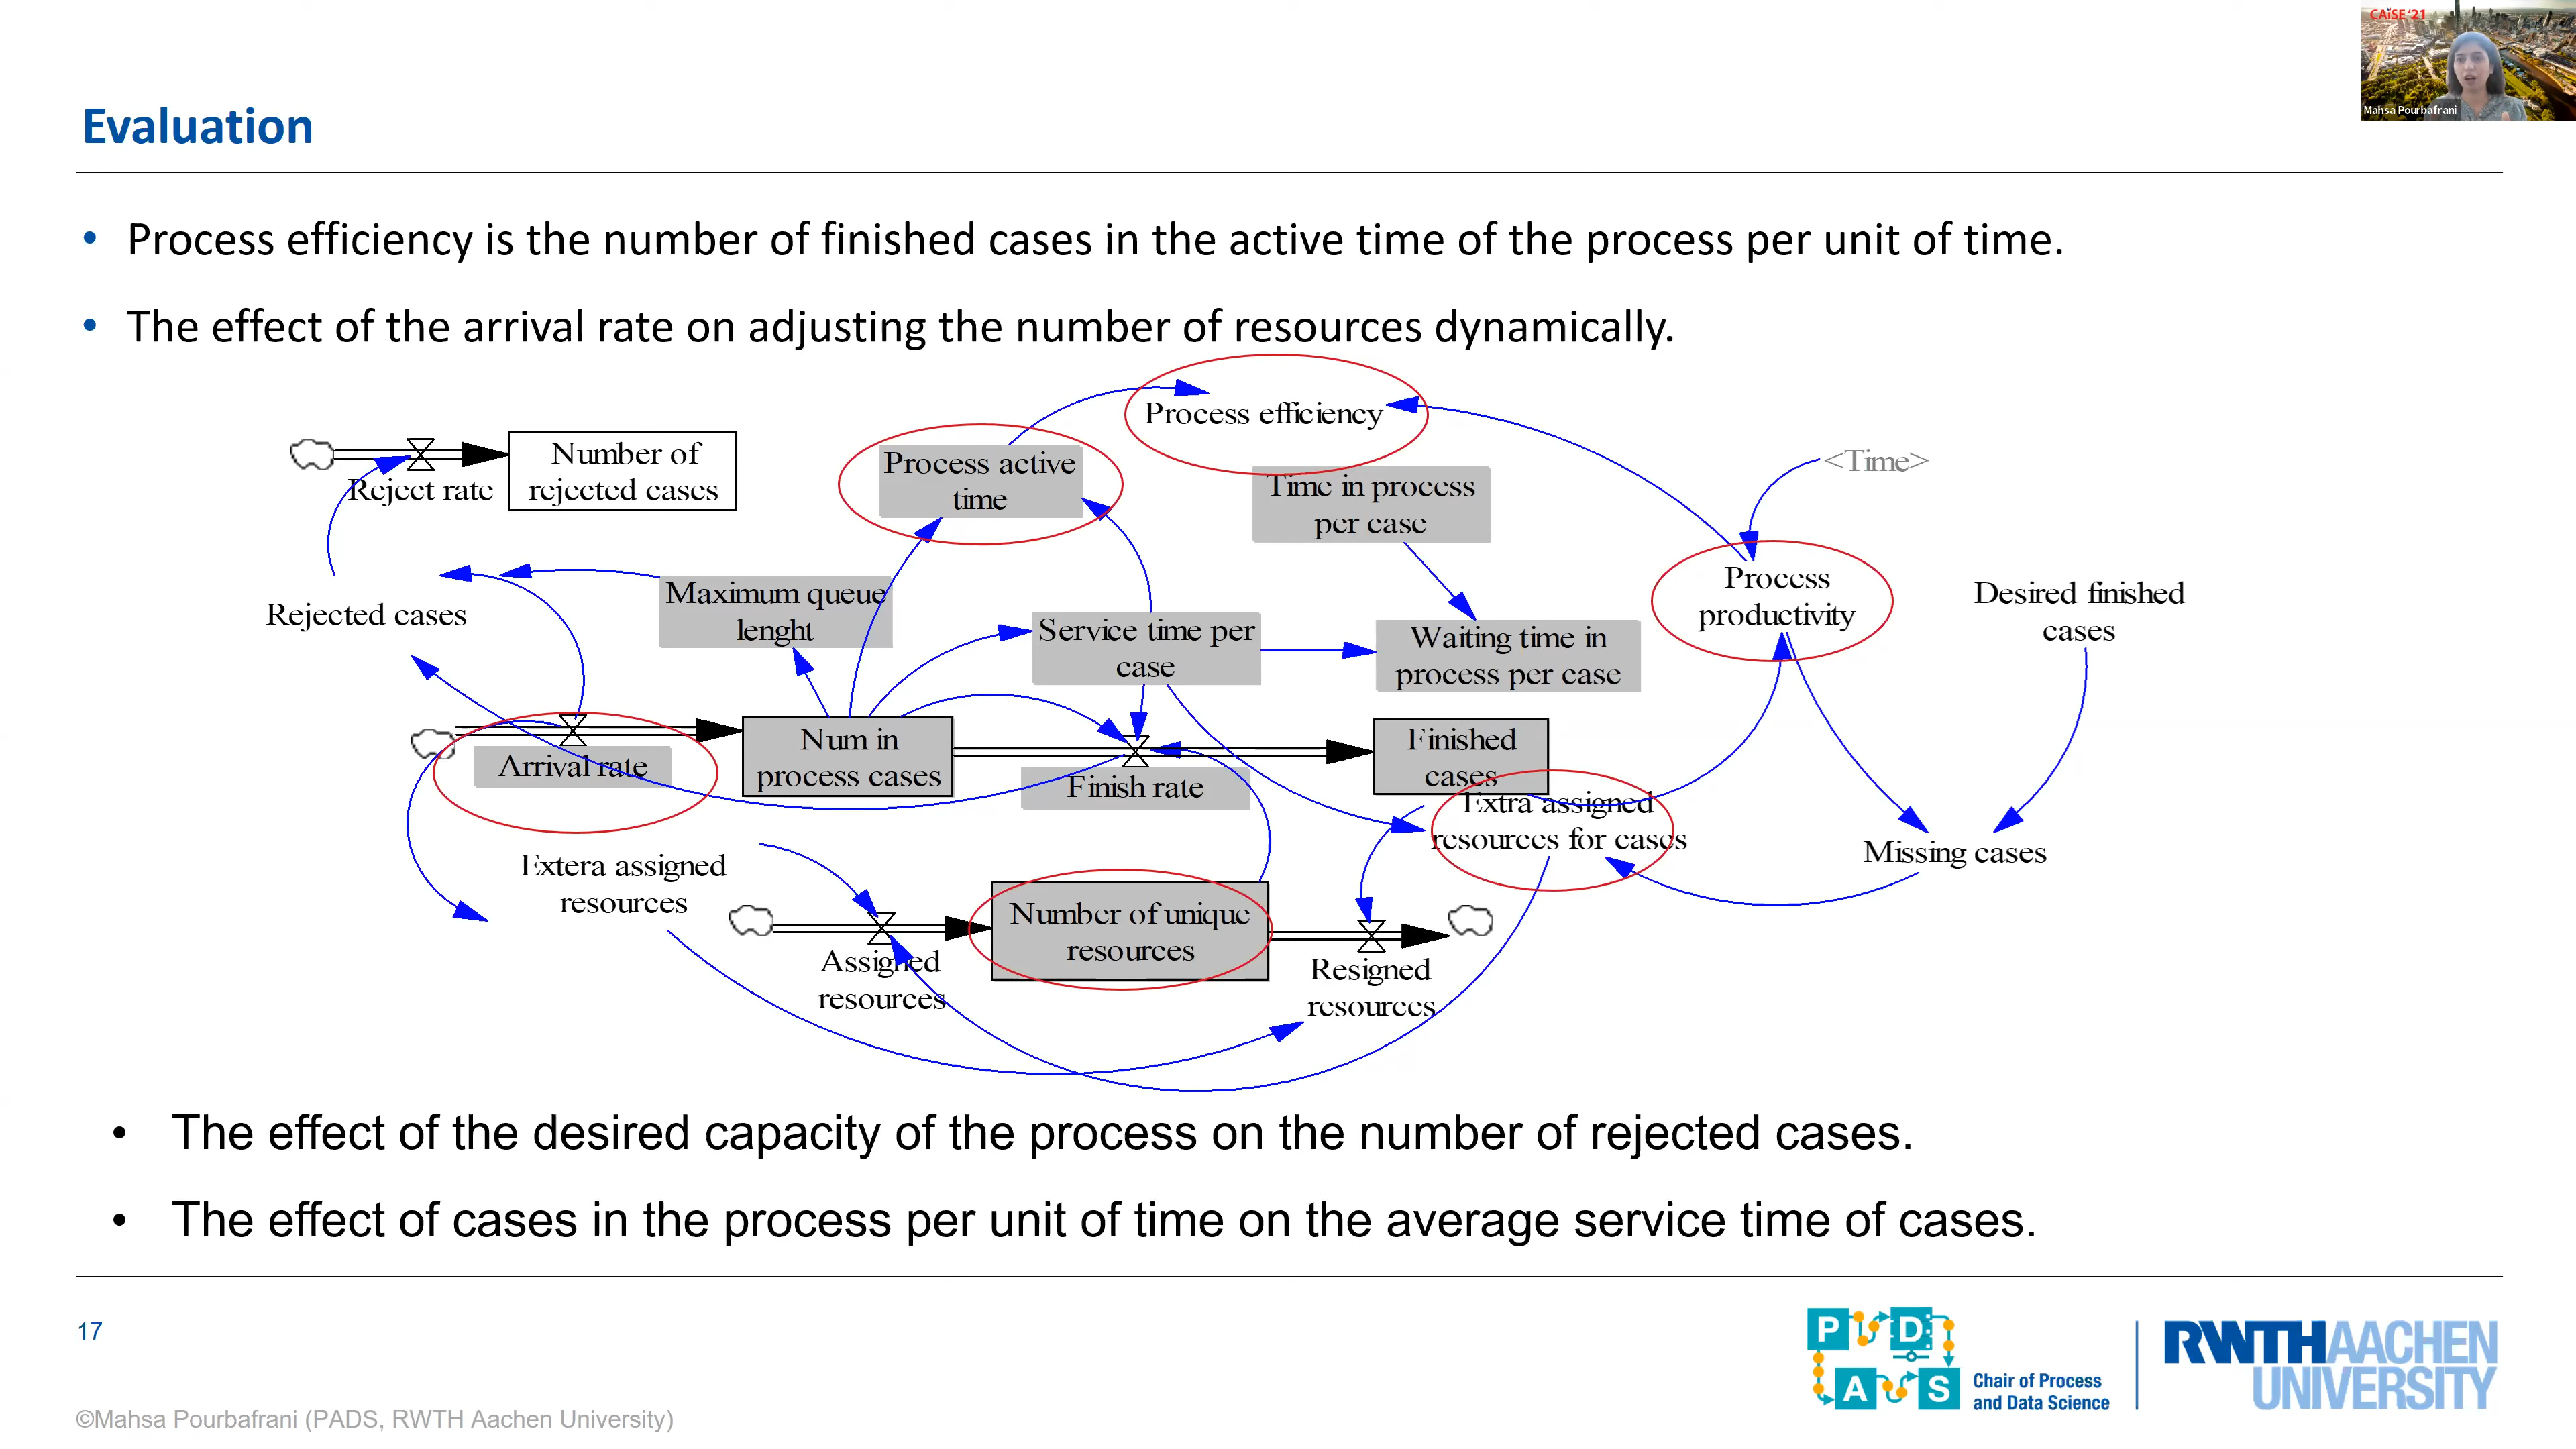 CAiSE '21
Mahsa Pourbafrani
Evaluation
• Process efficiency is the number of finished cases in the active time of the process per unit of time.
• The effect of the arrival rate on adjusting the number of resources dynamically.
Process efficiency
Number of
rejected cases
Reject rate
Process active
time
Time in process
per case
<Time>
Rejected cases
Maximum queue
lenght
Service time per
case
Waiting time in
process per case
Process
productivity
Desired finished
cases
Arrival rate
Num in
process cases
Finish rate
Finished
cases
Extra assigned
resources for cases
Missing cases
Extera assigned
resources
Assigned
resources
Number of unique
resources
Resigned
resources
• The effect of the desired capacity of the process on the number of rejected cases.
• The effect of cases in the process per unit of time on the average service time of cases.
17
P D
A S
Chair of Process
and Data Science
RWTH AACHEN
UNIVERSITY
©Mahsa Pourbafrani (PADS, RWTH Aachen University)